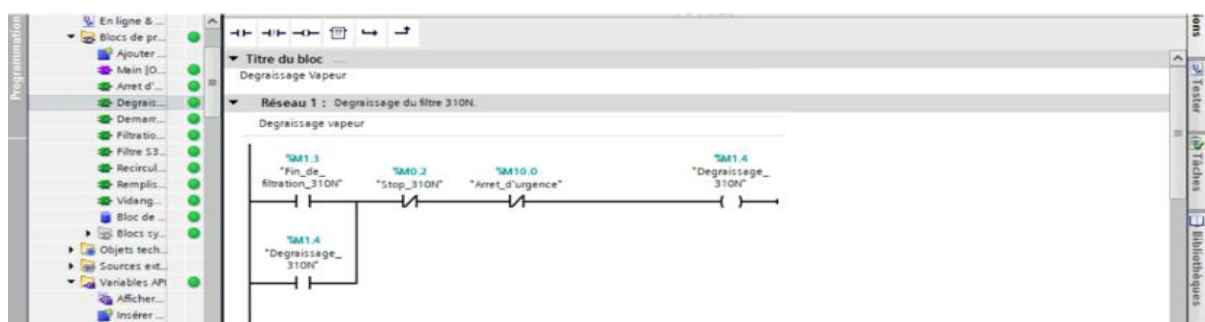 Programmation
En ligne & ...
Blocs de pr...
Ajouter ...
Main [O...
Arret d'...
Degrais...
Demarr...
Filtratio...
Filtre S3...
Recircul...
Remplis...
Vidang...
Bloc de ...
Blocs sy...
Objets tech...
Sources ext...
Variables API
Afficher...
Insérer ...
??
Titre du bloc ...
Degraissage Vapeur
Réseau 1 : Degraissage du filtre 310N.
Degraissage vapeur
%M1.3
"Fin_de_
filtration_310N"
%M0.2
"Stop_310N"
%M10.0
"Arret_d'urgence"
%M1.4
"Degraissage_
310N"
%M1.4
"Degraissage_
310N"
ions
Tester
Tâches
Bibliothèques